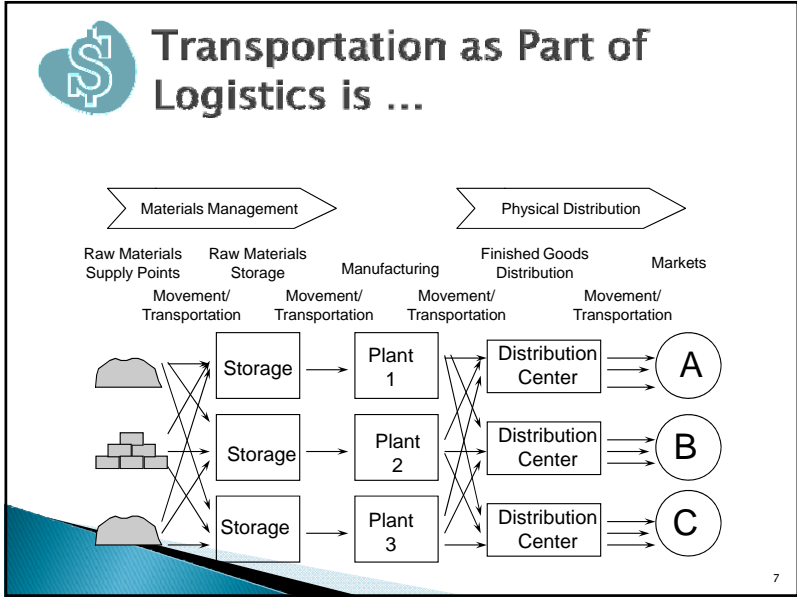 $
Transportation as Part of
Logistics is ...
Materials Management
Physical Distribution
Raw Materials
Supply Points
Raw Materials
Storage
Manufacturing
Finished Goods
Distribution
Markets
Movement/
Transportation
Movement/
Transportation
Movement/
Transportation
Movement/
Transportation
Storage
Plant
1
Distribution
Center
A
Storage
Plant
2
Distribution
Center
B
Storage
Plant
3
Distribution
Center
C
7